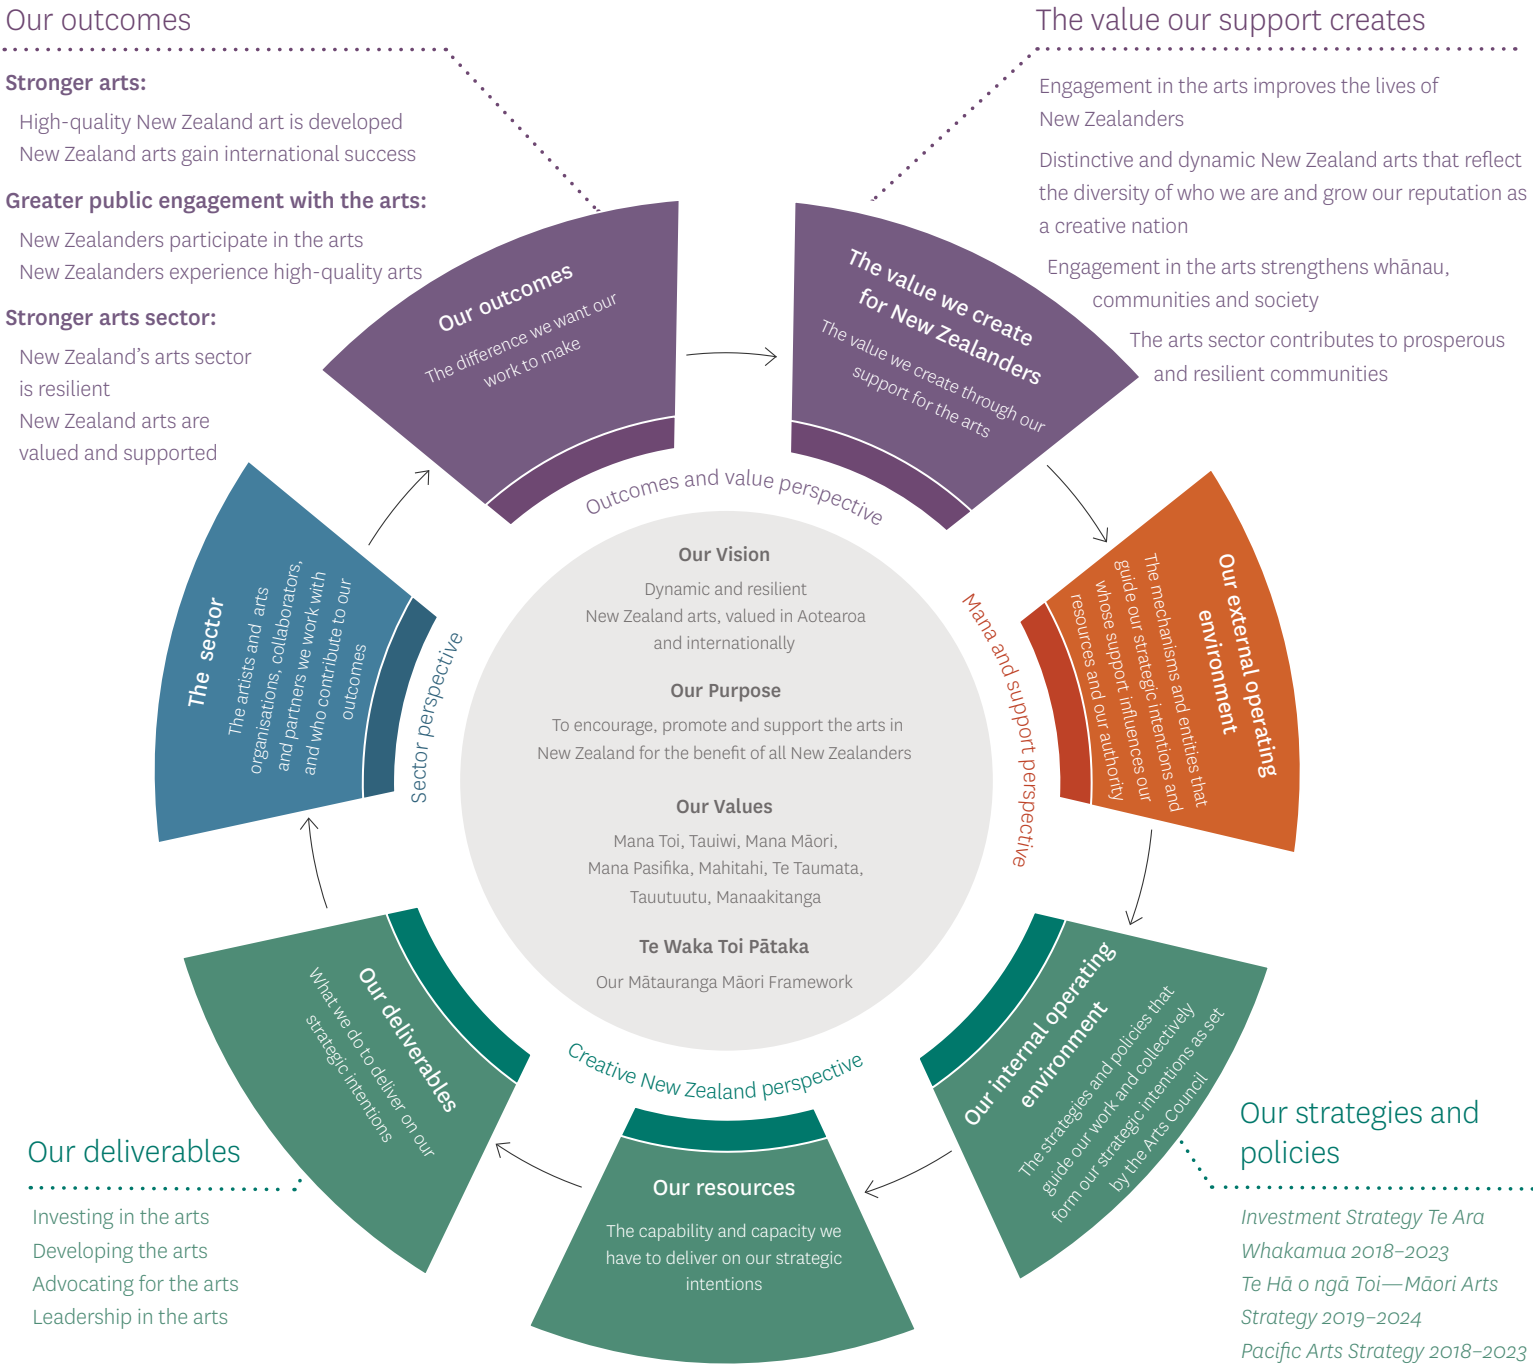 Our outcomes
Stronger arts:
High-quality New Zealand art is developed
New Zealand arts gain international success
Greater public engagement with the arts:
New Zealanders participate in the arts
New Zealanders experience high-quality arts
Stronger arts sector:
New Zealand’s arts sector
is resilient
New Zealand arts are
valued and supported
The value our support creates
Engagement in the arts improves the lives of
New Zealanders
Distinctive and dynamic New Zealand arts that reflect
the diversity of who we are and grow our reputation as
a creative nation
Engagement in the arts strengthens whānau,
communities and society
The arts sector contributes to prosperous
and resilient communities
Our outcomes
The difference we want our
work to make
The value we create
for New Zealanders
The value we create through our
support for the arts
Outcomes and value perspective
The sector
The artists and arts
organisations, collaborators,
and partners we work with
and who contribute to our
outcomes
Sector perspective
Our Vision
Dynamic and resilient
New Zealand arts, valued in Aotearoa
and internationally
Our Purpose
To encourage, promote and support the arts in
New Zealand for the benefit of all New Zealanders
Our Values
Mana Toi, Tauiwi, Mana Māori,
Mana Pasifika, Mahitahi, Te Taumata,
Tautuutu, Manaakitanga
Te Waka Toi Pātaka
Our Mātauranga Māori Framework
Mana and support perspective
Our external operating
environment
The mechanisms and entities that
guide our strategic intentions and
whose support influences our
resources and our authority
Our deliverables
What we do to deliver on our
strategic intentions
Creative New Zealand perspective
Our resources
The capability and capacity we
have to deliver on our strategic
intentions
Our internal operating
environment
The strategies and policies that
guide our work and collectively
form our strategic intentions as set
by the Arts Council
Our deliverables
Investing in the arts
Developing the arts
Advocating for the arts
Leadership in the arts
Our strategies and
policies
Investment Strategy Te Ara
Whakamua 2018–2023
Te Hā o ngā Toi—Māori Arts
Strategy 2019–2024
Pacific Arts Strategy 2018–2023